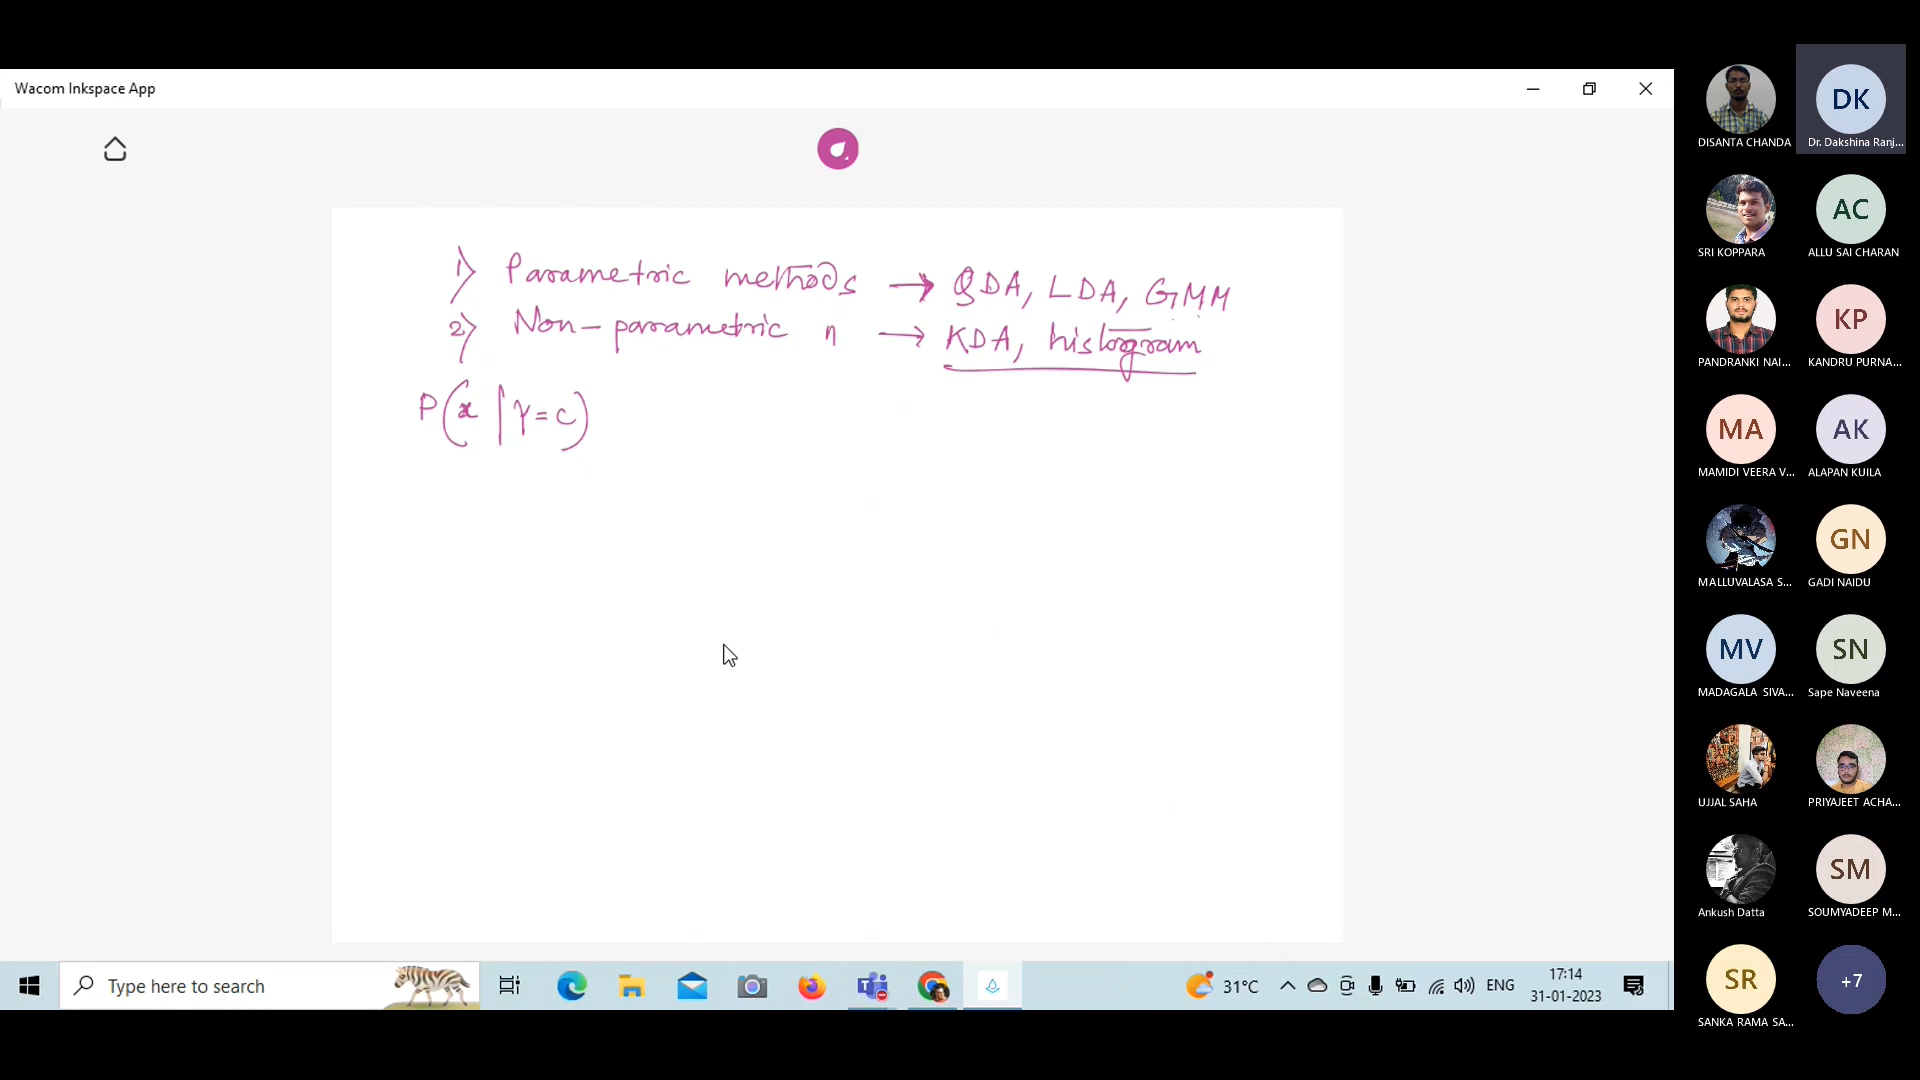 Wacom Inkspace App
1) Parametric methods → QDA, LDA, GMM
2) Non-parametric " → KDA, histogram
P(x | Y=c)
DISANTA CHANDA
DK
Dr. Dakshina Ranj...
SRI KOPPARA
AC
ALLU SAI CHARAN
PANDRANKI NAI...
KP
KANDRU PURNA...
MA
MAMIDI VEERA V...
AK
ALAPAN KUILA
MALLUVALASA S...
GN
GADI NAIDU
MV
MADAGALA SIVA...
SN
Sape Naveena
UJJAL SAHA
PRIYAJEET ACHA...
Ankush Datta
SM
SOUMYADEEP M...
SR
SANKA RAMA SA...
+7
Type here to search
31°C
ENG
17:14
31-01-2023